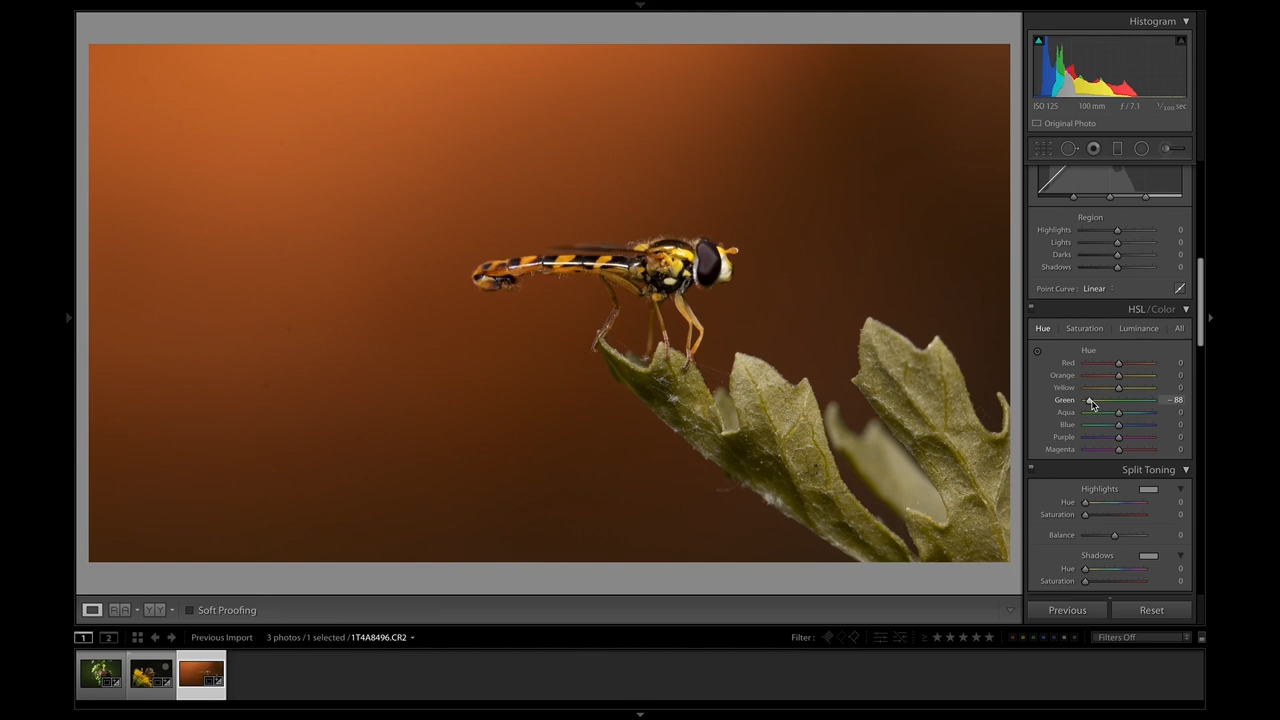 Histogram
ISO 125 100 mm ƒ / 7.1 1/100 sec
Original Photo
Region
Highlights 0
Lights 0
Darks 0
Shadows 0
Point Curve : Linear
HSL / Color
Hue Saturation Luminance All
Hue
Red 0
Orange 0
Yellow 0
Green – 88
Aqua 0
Blue 0
Purple 0
Magenta 0
Split Toning
Highlights
Hue 0
Saturation 0
Balance 0
Shadows
Hue 0
Saturation 0
R A Y Y Soft Proofing Previous Reset
1 2 Previous Import 3 photos / 1 selected / 1T4A8496.CR2 Filter : ≥ Filters Off